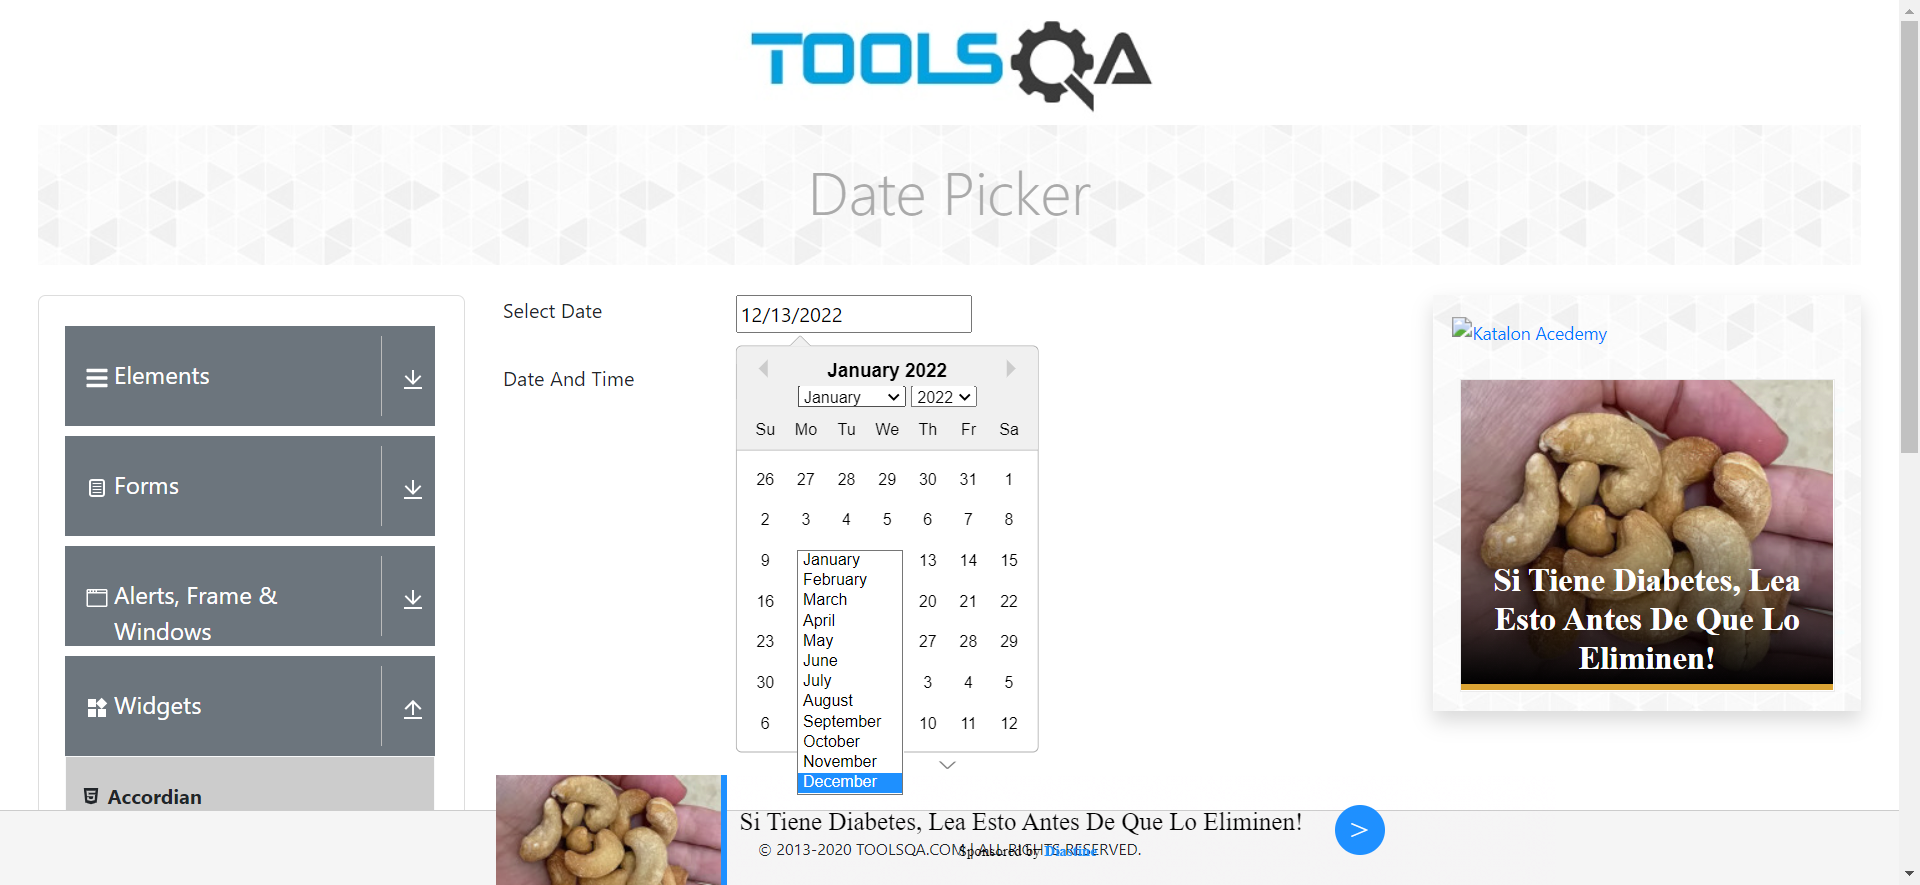 TOOLSQA
Date Picker
Elements
Forms
Alerts, Frame &
Windows
Widgets
Accordian
Select Date
12/13/2022
Date And Time
January 2022
January 2022
Su Mo Tu We Th Fr Sa
26 27 28 29 30 31 1
2 3 4 5 6 7 8
9 13 14 15
16 20 21 22
23 27 28 29
30 3 4 5
6 10 11 12
January
February
March
April
May
June
July
August
September
October
November
December
Katalon Acedemy
Si Tiene Diabetes, Lea
Esto Antes De Que Lo
Eliminen!
Si Tiene Diabetes, Lea Esto Antes De Que Lo Eliminen!
>
© 2013-2020 TOOLSQA.COM | ALL RIGHTS RESERVED.
Sponsored by